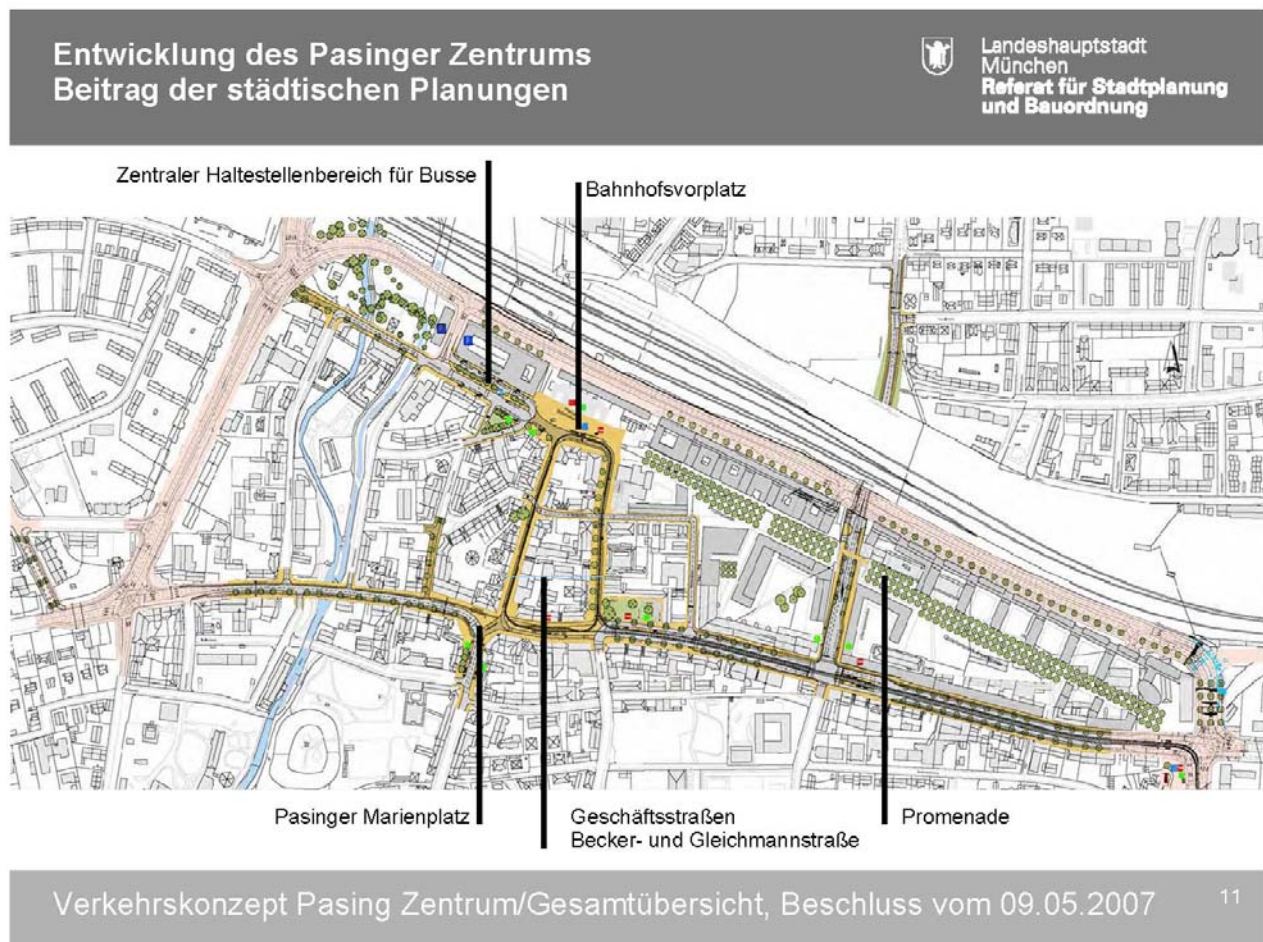 Entwicklung des Pasinger Zentrums
Beitrag der städtischen Planungen
Landeshauptstadt
München
Referat für Stadtplanung
und Bauordnung
Zentraler Haltestellenbereich für Busse
Bahnhofsvorplatz
Pasinger Marienplatz
Geschäftsstraßen
Becker- und Gleichmannstraße
Promenade
Verkehrskonzept Pasing Zentrum/Gesamtübersicht, Beschluss vom 09.05.2007
11